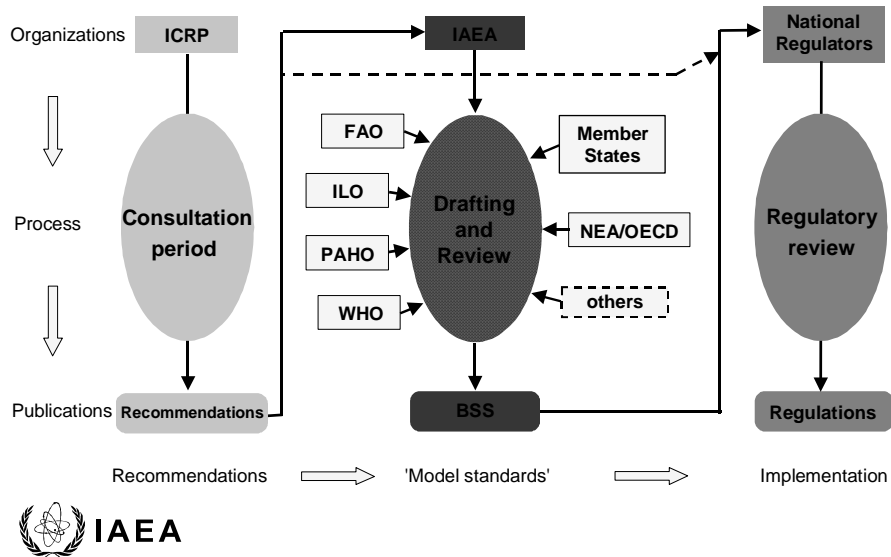 Organizations
ICRP
IAEA
National
Regulators
FAO
Member
States
ILO
Process
Consultation
period
Drafting
and
Review
NEA/OECD
Regulatory
review
PAHO
WHO
others
Publications
Recommendations
BSS
Regulations
Recommendations
'Model standards'
Implementation
IAEA